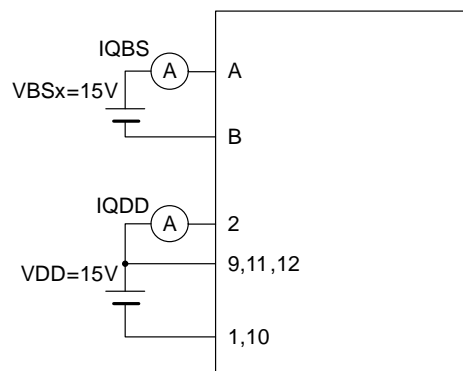 IQBS
A
A
VBSx=15V
B
IQDD
A
2
9,11,12
VDD=15V
1,10